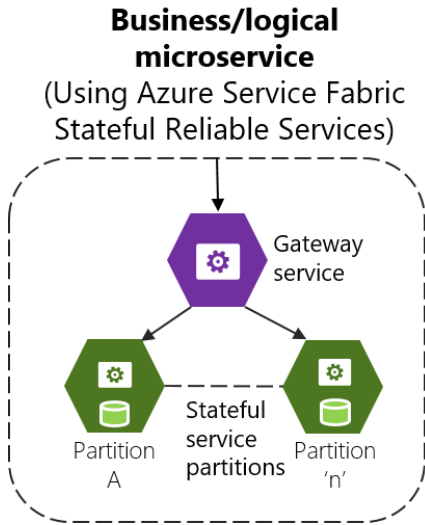 Business/logical
microservice
(Using Azure Service Fabric
Stateful Reliable Services)
Gateway
service
Stateful
service
partitions
Partition
A
Partition
‘n’